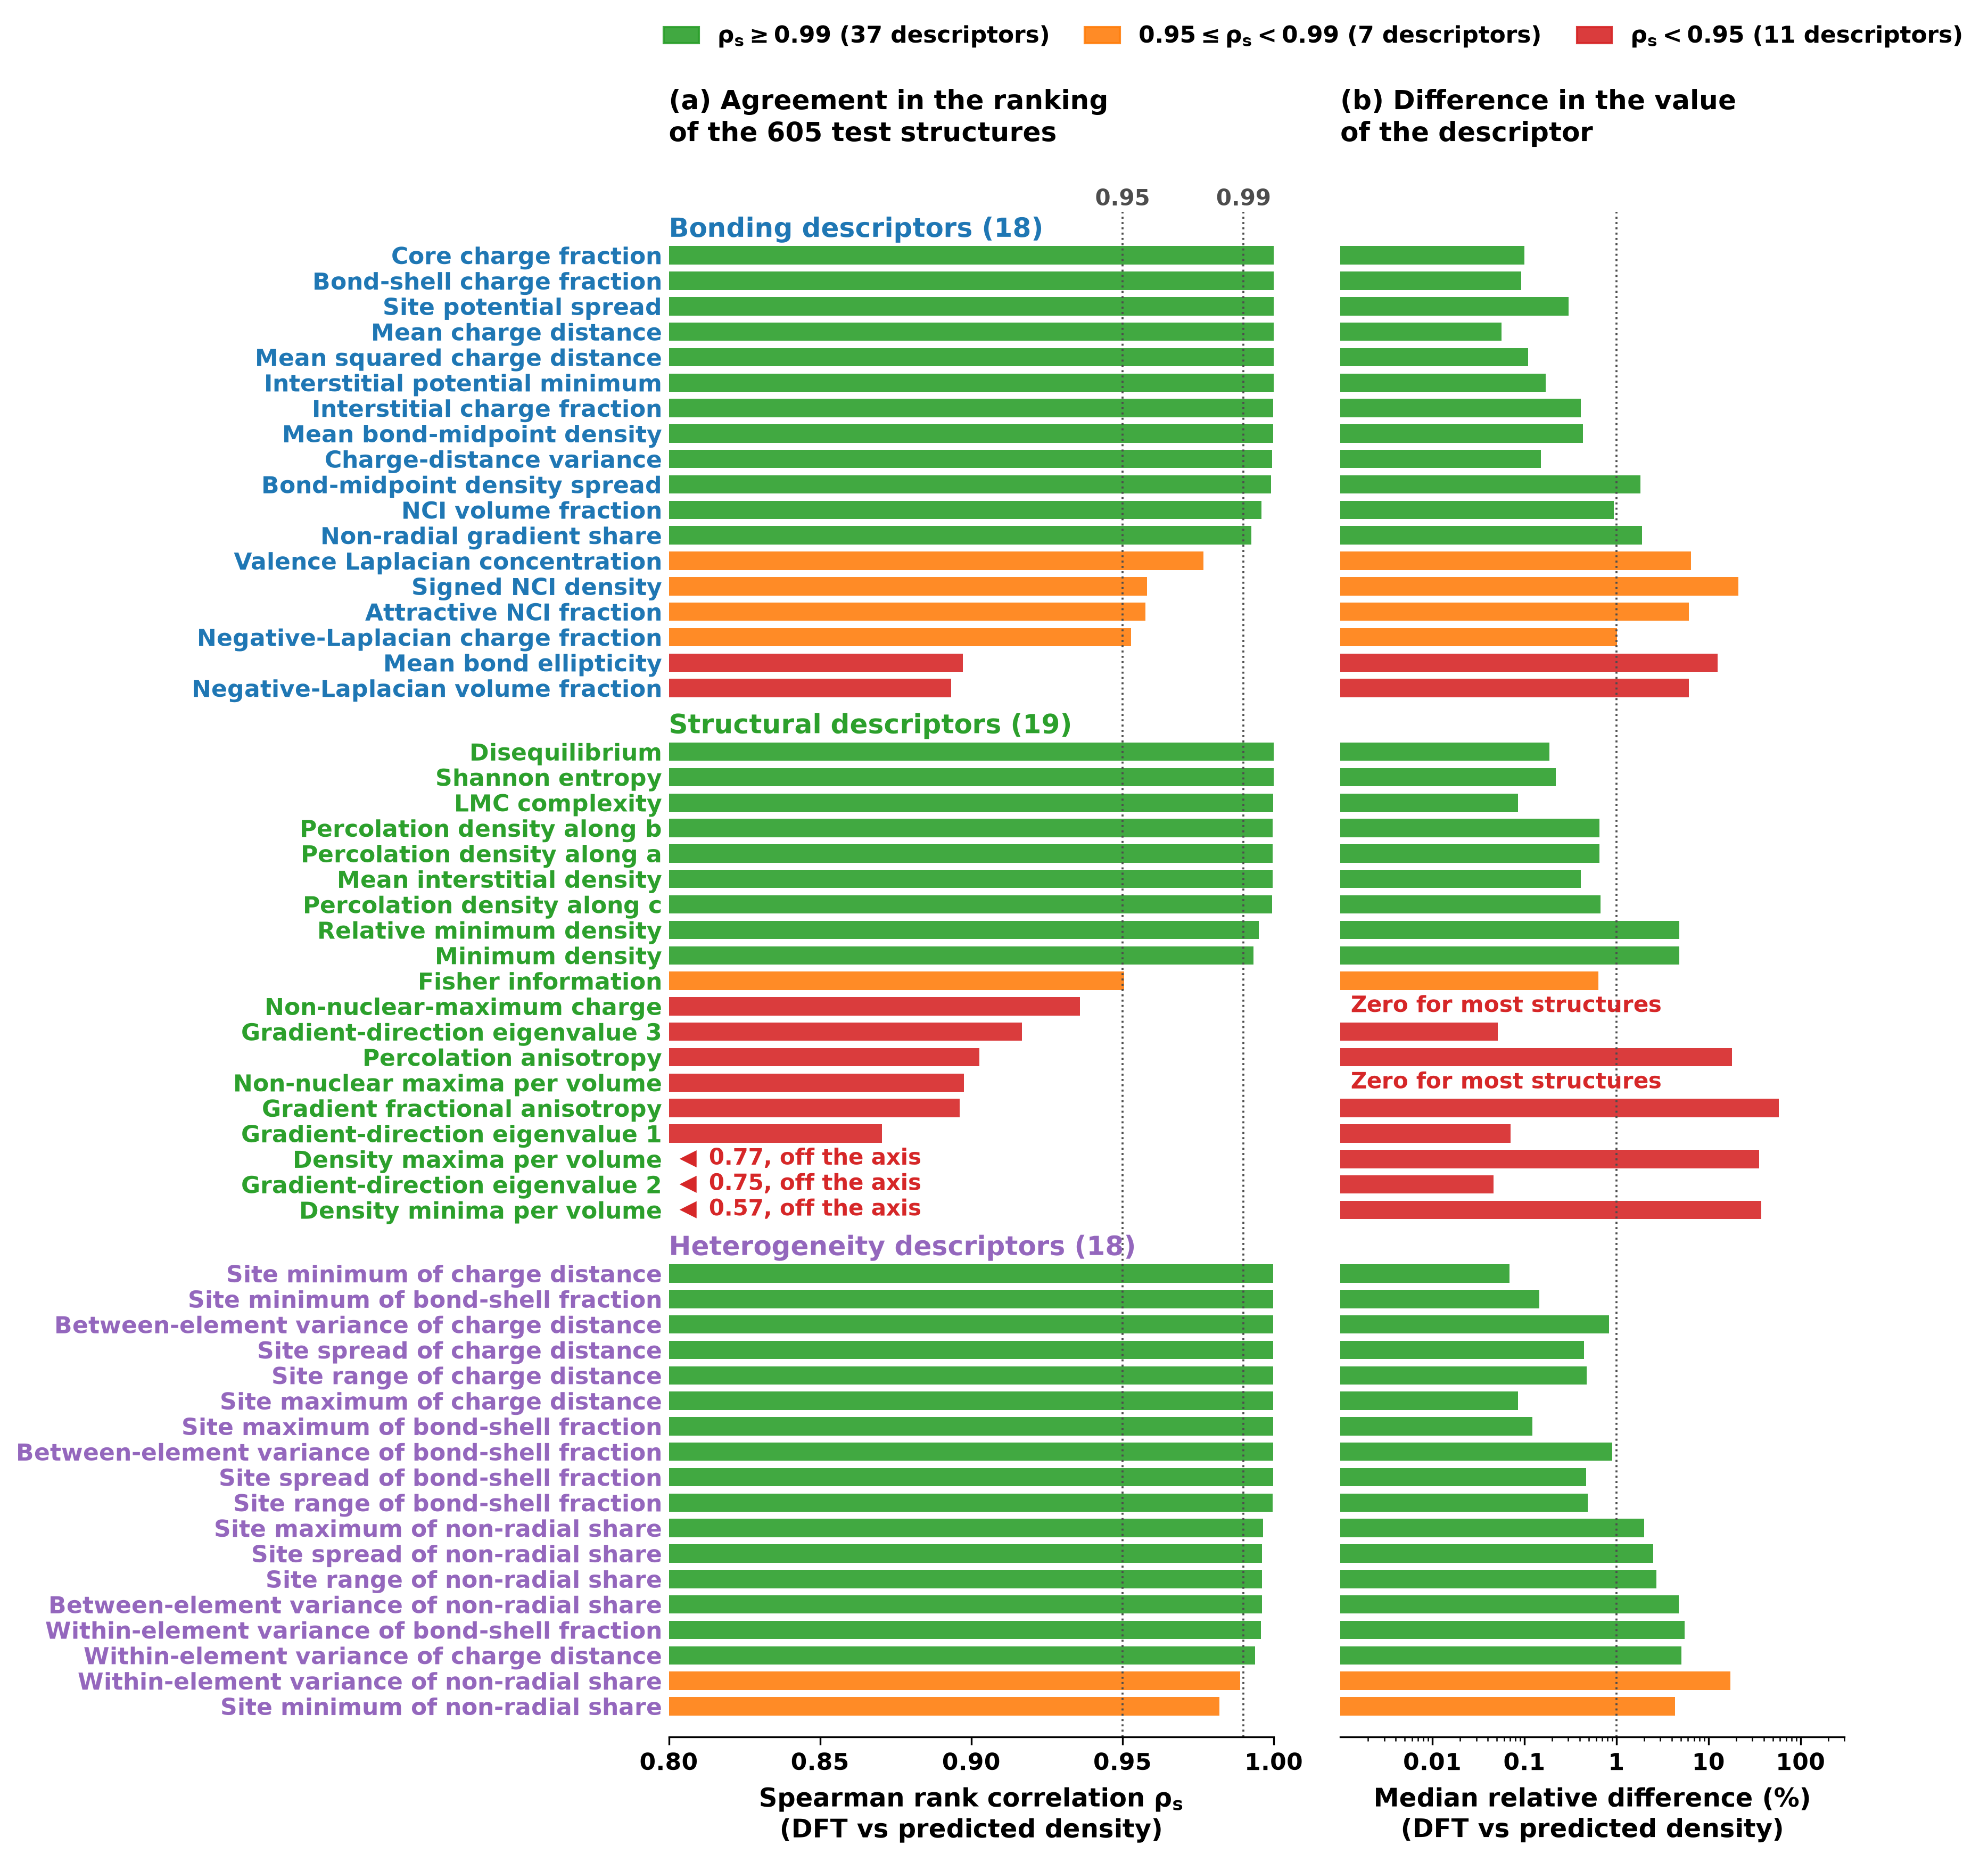 ρs ≥ 0.99 (37 descriptors)
0.95 ≤ ρs < 0.99 (7 descriptors)
ρs < 0.95 (11 descriptors)
(a) Agreement in the ranking
of the 605 test structures
(b) Difference in the value
of the descriptor
0.95
0.99
Bonding descriptors (18)
Core charge fraction
Bond-shell charge fraction
Site potential spread
Mean charge distance
Mean squared charge distance
Interstitial potential minimum
Interstitial charge fraction
Mean bond-midpoint density
Charge-distance variance
Bond-midpoint density spread
NCI volume fraction
Non-radial gradient share
Valence Laplacian concentration
Signed NCI density
Attractive NCI fraction
Negative-Laplacian charge fraction
Mean bond ellipticity
Negative-Laplacian volume fraction
Structural descriptors (19)
Disequilibrium
Shannon entropy
LMC complexity
Percolation density along b
Percolation density along a
Mean interstitial density
Percolation density along c
Relative minimum density
Minimum density
Fisher information
Non-nuclear-maximum charge
Zero for most structures
Gradient-direction eigenvalue 3
Percolation anisotropy
Non-nuclear maxima per volume
Zero for most structures
Gradient fractional anisotropy
Gradient-direction eigenvalue 1
Density maxima per volume
◀ 0.77, off the axis
Gradient-direction eigenvalue 2
◀ 0.75, off the axis
Density minima per volume
◀ 0.57, off the axis
Heterogeneity descriptors (18)
Site minimum of charge distance
Site minimum of bond-shell fraction
Between-element variance of charge distance
Site spread of charge distance
Site range of charge distance
Site maximum of charge distance
Site maximum of bond-shell fraction
Between-element variance of bond-shell fraction
Site spread of bond-shell fraction
Site range of bond-shell fraction
Site maximum of non-radial share
Site spread of non-radial share
Site range of non-radial share
Between-element variance of non-radial share
Within-element variance of bond-shell fraction
Within-element variance of charge distance
Within-element variance of non-radial share
Site minimum of non-radial share
0.80 0.85 0.90 0.95 1.00
0.01 0.1 1 10 100
Spearman rank correlation ρs
(DFT vs predicted density)
Median relative difference (%)
(DFT vs predicted density)